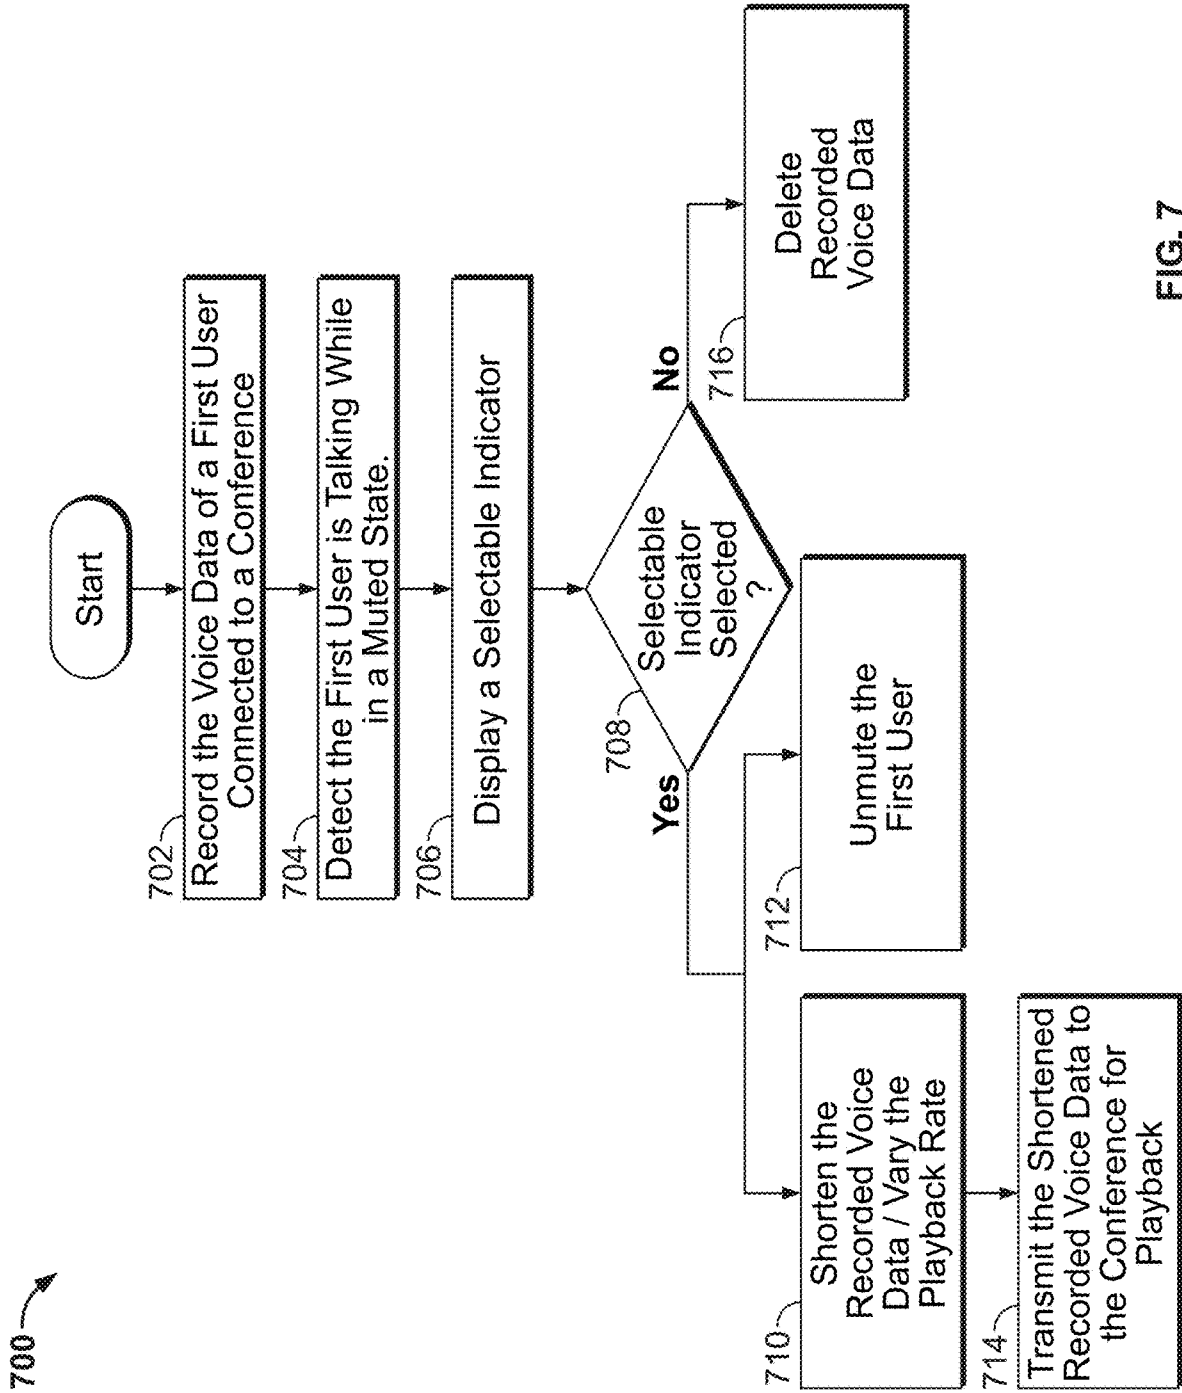 700
Start
702
Record the Voice Data of a First User
Connected to a Conference
704
Detect the First User is Talking While
in a Muted State.
706
Display a Selectable Indicator
708
Selectable
Indicator
Selected
?
Yes
No
710
Shorten the
Recorded Voice
Data / Vary the
Playback Rate
712
Unmute the
First User
716
Delete
Recorded
Voice Data
714
Transmit the Shortened
Recorded Voice Data to
the Conference for
Playback
FIG. 7